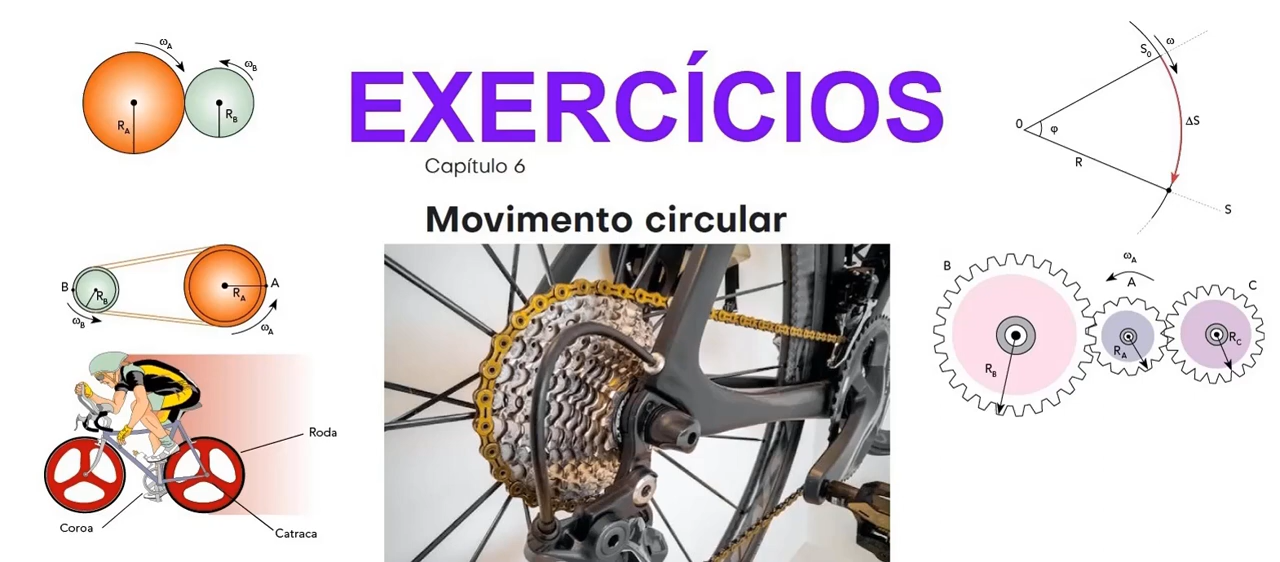 EXERCÍCIOS
Capítulo 6
Movimento circular
ωA
ωB
RA
RB
B
RB
RA
A
ωB
ωA
Roda
Coroa
Catraca
S0
ω
0
φ
ΔS
R
S
ωA
B
A
C
RB
RA
RC